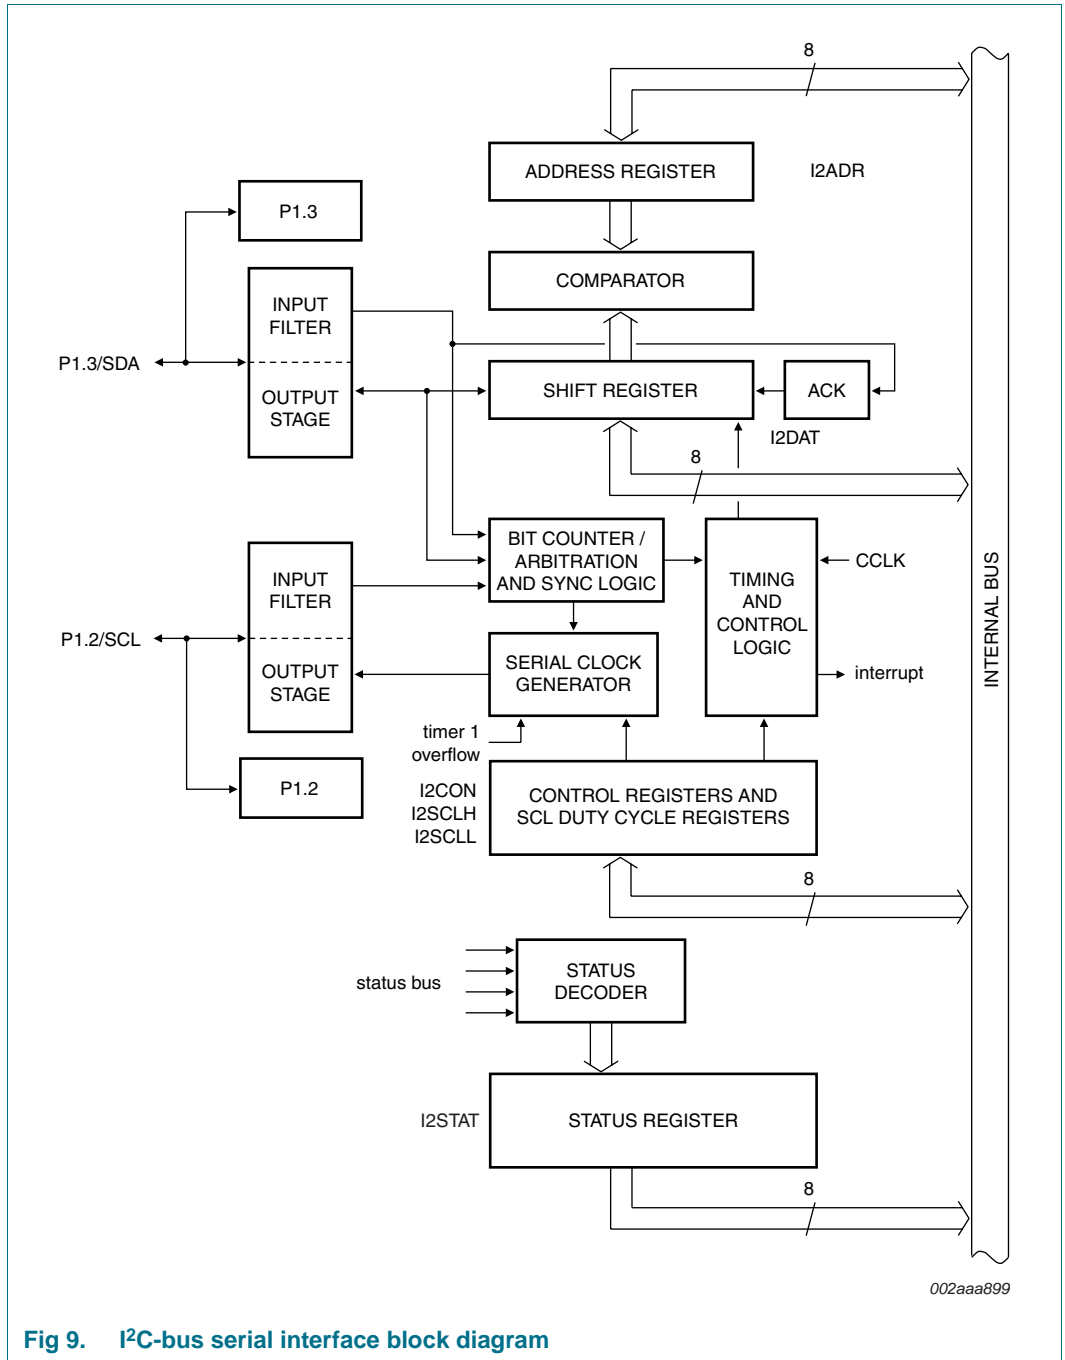 8
ADDRESS REGISTER
I2ADR
P1.3
COMPARATOR
INPUT
FILTER
P1.3/SDA
OUTPUT
STAGE
SHIFT REGISTER
ACK
I2DAT
8
BIT COUNTER /
ARBITRATION
AND SYNC LOGIC
INPUT
FILTER
TIMING
AND
CONTROL
LOGIC
CCLK
INTERNAL BUS
P1.2/SCL
OUTPUT
STAGE
SERIAL CLOCK
GENERATOR
interrupt
timer 1
overflow
P1.2
I2CON
I2SCLH
I2SCLL
CONTROL REGISTERS AND
SCL DUTY CYCLE REGISTERS
8
status bus
STATUS
DECODER
I2STAT
STATUS REGISTER
8
002aaa899
Fig 9. I²C-bus serial interface block diagram